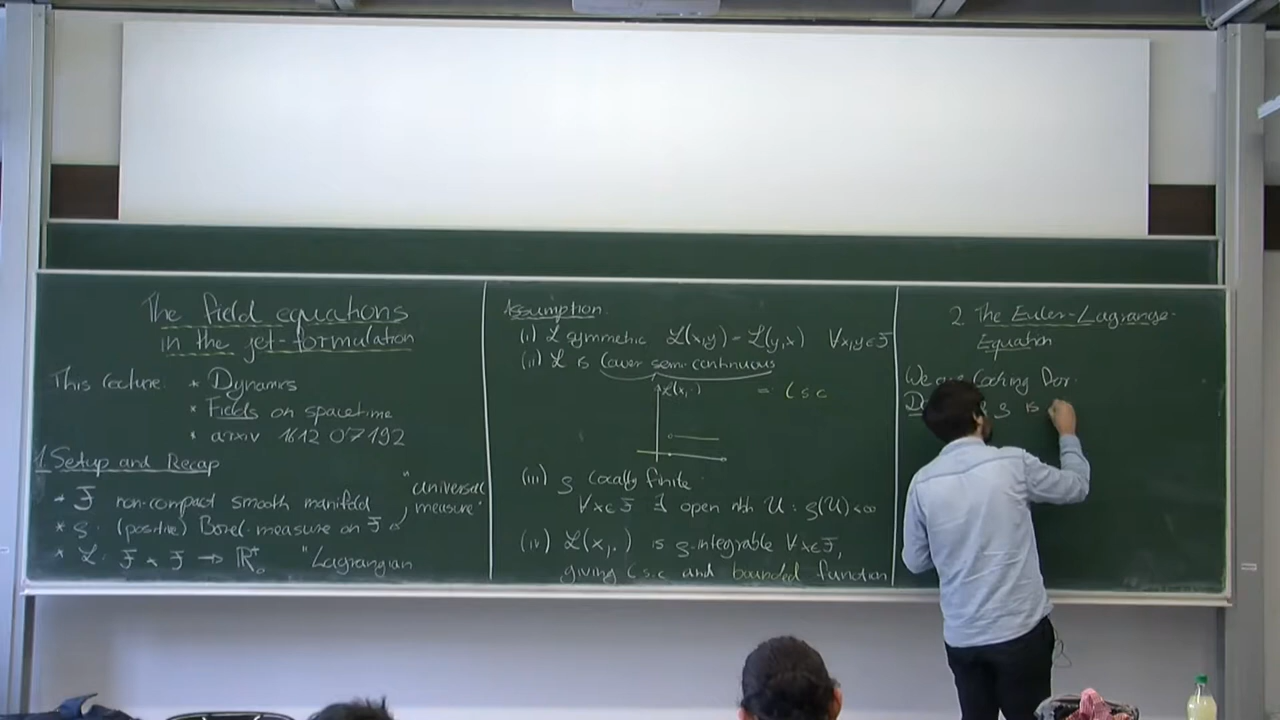 The field equations
in the jet-formulation
This lecture: * Dynamics
* Fields on spacetime
* arxiv 1612.07192
1. Setup and Recap
* F non-compact smooth manifold
* ρ: (positive) Borel-measure on F
"universal measure"
* L: F × F → ℝ₀⁺ "Lagrangian
Assumption:
(i) L symmetric L(x,y) = L(y,x) ∀x,y∈F
(ii) L is lower semi-continuous
L(x,·) = l.s.c
(iii) ρ locally finite:
∀x∈F ∃ open nbh U: ρ(U)<∞
(iv) L(x,·) is ρ-integrable ∀x∈F,
giving l.s.c and bounded function
2. The Euler-Lagrange-
Equation
We are looking for:
ρ is